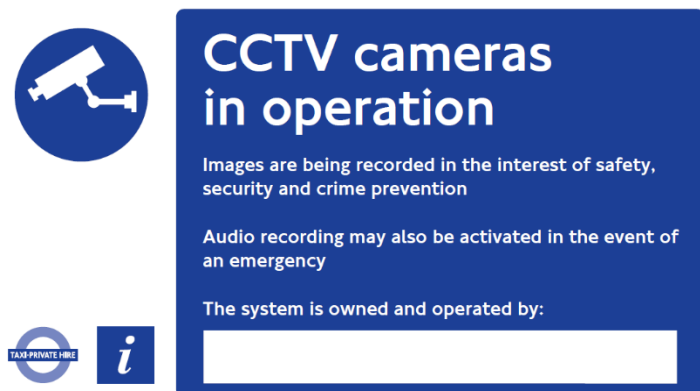 CCTV cameras
in operation
Images are being recorded in the interest of safety,
security and crime prevention
Audio recording may also be activated in the event of
an emergency
The system is owned and operated by:
TAXI-PRIVATE HIRE
i